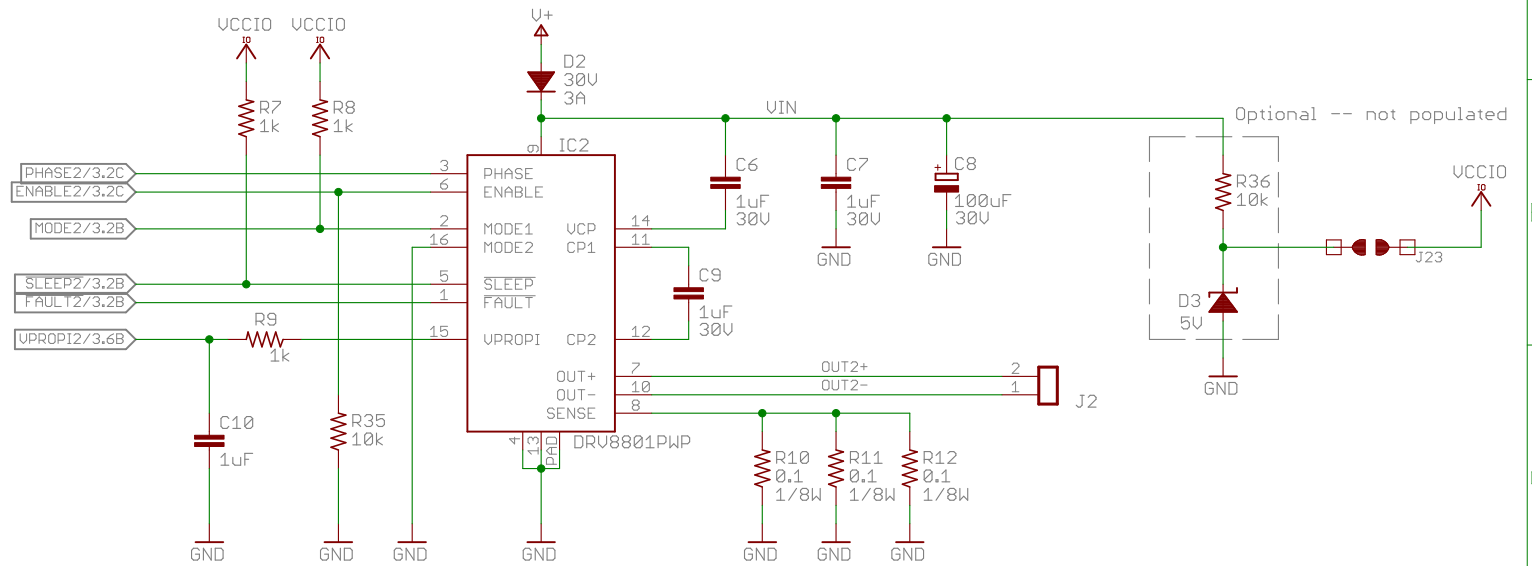 V+
VCCIO
IO
VCCIO
IO
D2
30V
3A
R7
1k
R8
1k
VIN
Optional -- not populated
9
IC2
PHASE2/3.2C
ENABLE2/3.2C
MODE2/3.2B
SLEEP2/3.2B
FAULT2/3.2B
VPROPI2/3.6B
3
6
2
16
5
1
15
PHASE
ENABLE
MODE1
MODE2
SLEEP
FAULT
VPROPI
VCP
CP1
CP2
OUT+
OUT-
SENSE
14
11
12
7
10
8
C6
1uF
30V
C7
1uF
30V
GND
+
C8
100uF
30V
GND
R36
10k
VCCIO
IO
J23
D3
5V
GND
C9
1uF
30V
R9
1k
OUT2+
OUT2-
2
1
J2
C10
1uF
R35
10k
4
13
PAD
DRV8801PWP
R10
0.1
1/8W
R11
0.1
1/8W
R12
0.1
1/8W
GND
GND
GND
GND
GND
GND
GND